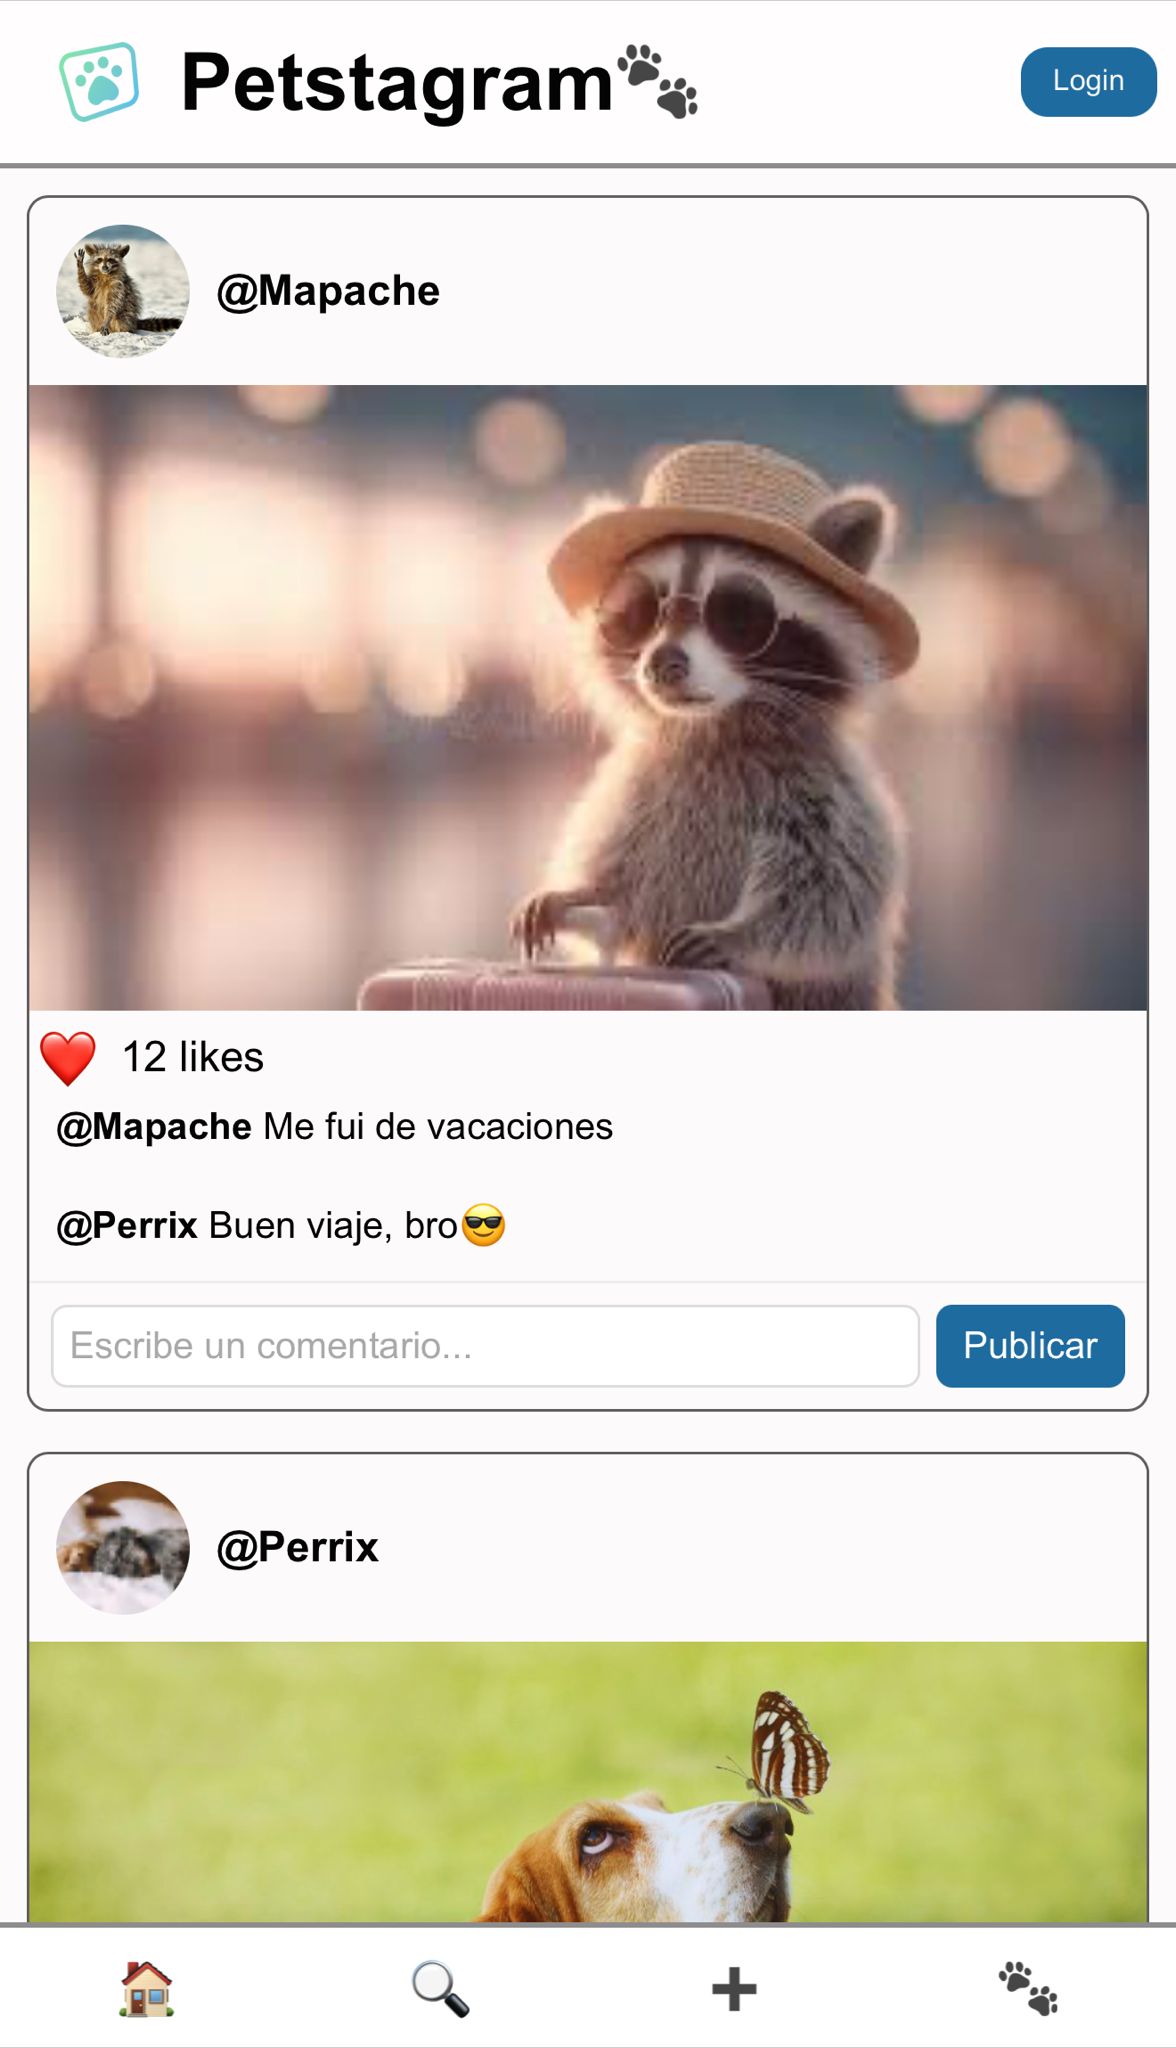 Petstagram🐾
Login
@Mapache
❤️ 12 likes
@Mapache Me fui de vacaciones
@Perrix Buen viaje, bro😎
Escribe un comentario...
Publicar
@Perrix